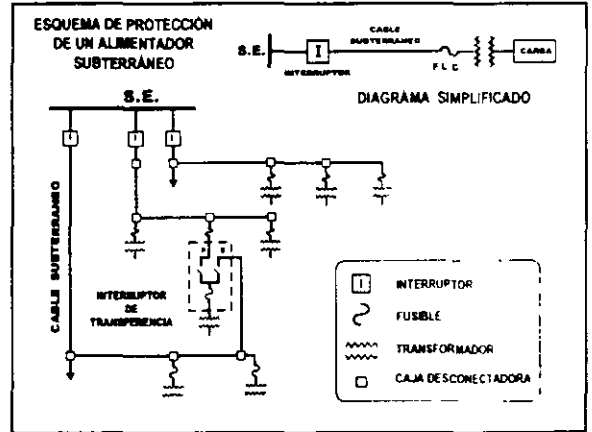 ESQUEMA DE PROTECCIÓN
DE UN ALIMENTADOR
SUBTERRÁNEO
S.E.
I
INTERRUPTOR
CABLE
SUBTERRANEO
F L C
CARGA
DIAGRAMA SIMPLIFICADO
S.E.
I
I
I
CABLE SUBTERRANEO
INTERRUPTOR
DE
TRANSFERENCIA
I
INTERRUPTOR
FUSIBLE
TRANSFORMADOR
CAJA DESCONECTADORA